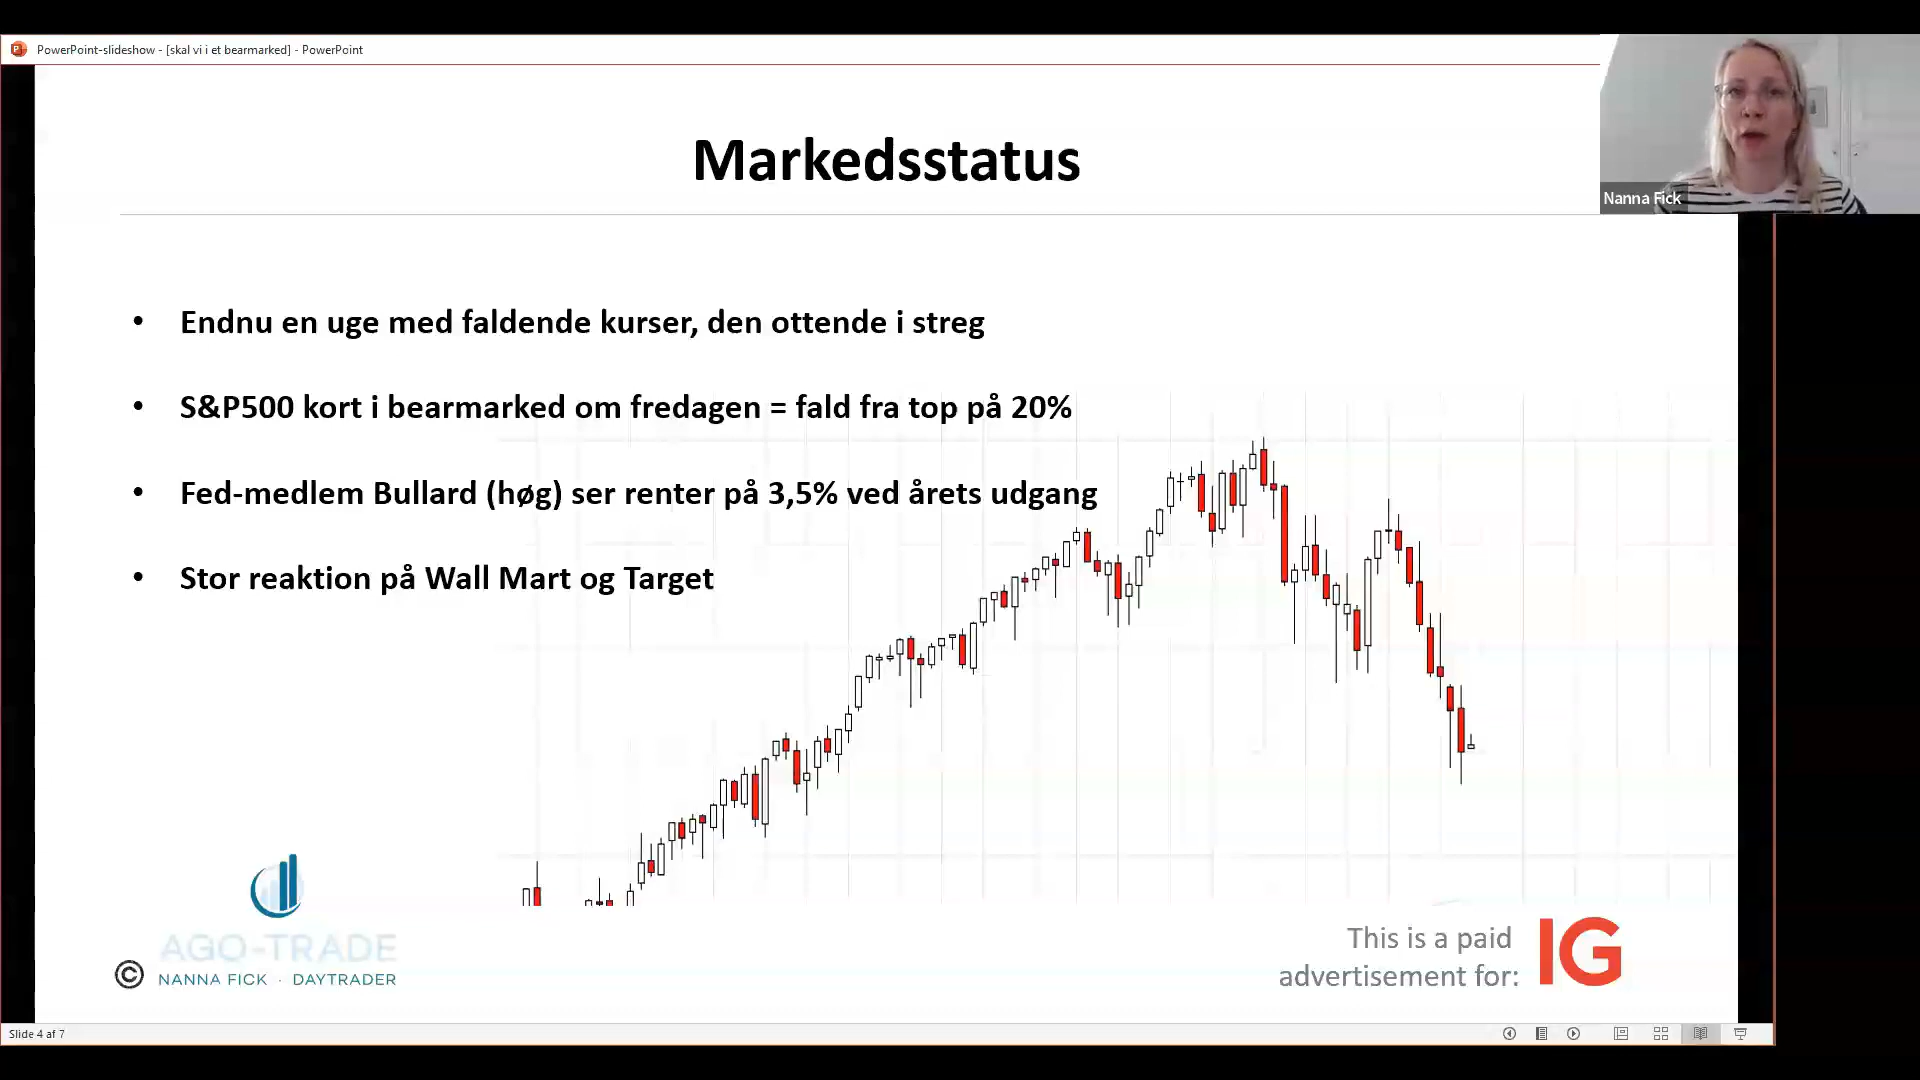 PowerPoint-slideshow - [skal vi i et bearmarked] - PowerPoint
Nanna Fick
Markedsstatus
• Endnu en uge med faldende kurser, den ottende i streg
• S&P500 kort i bearmarked om fredagen = fald fra top på 20%
• Fed-medlem Bullard (høg) ser renter på 3,5% ved årets udgang
• Stor reaktion på Wall Mart og Target
AGO-TRADE
© NANNA FICK · DAYTRADER
This is a paid
advertisement for:
IG
Slide 4 af 7